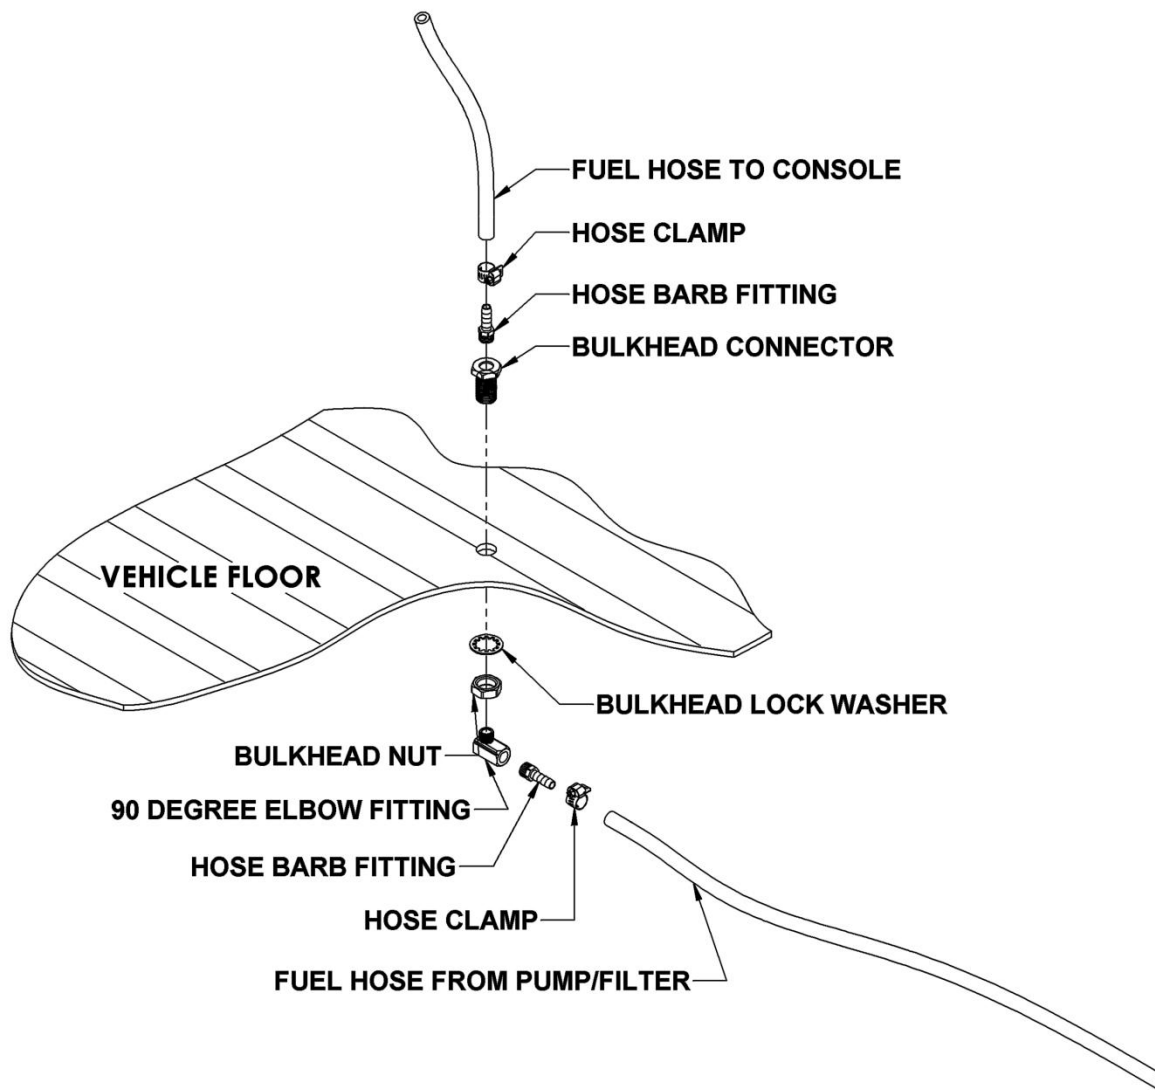 FUEL HOSE TO CONSOLE
HOSE CLAMP
HOSE BARB FITTING
BULKHEAD CONNECTOR
VEHICLE FLOOR
BULKHEAD LOCK WASHER
BULKHEAD NUT
90 DEGREE ELBOW FITTING
HOSE BARB FITTING
HOSE CLAMP
FUEL HOSE FROM PUMP/FILTER